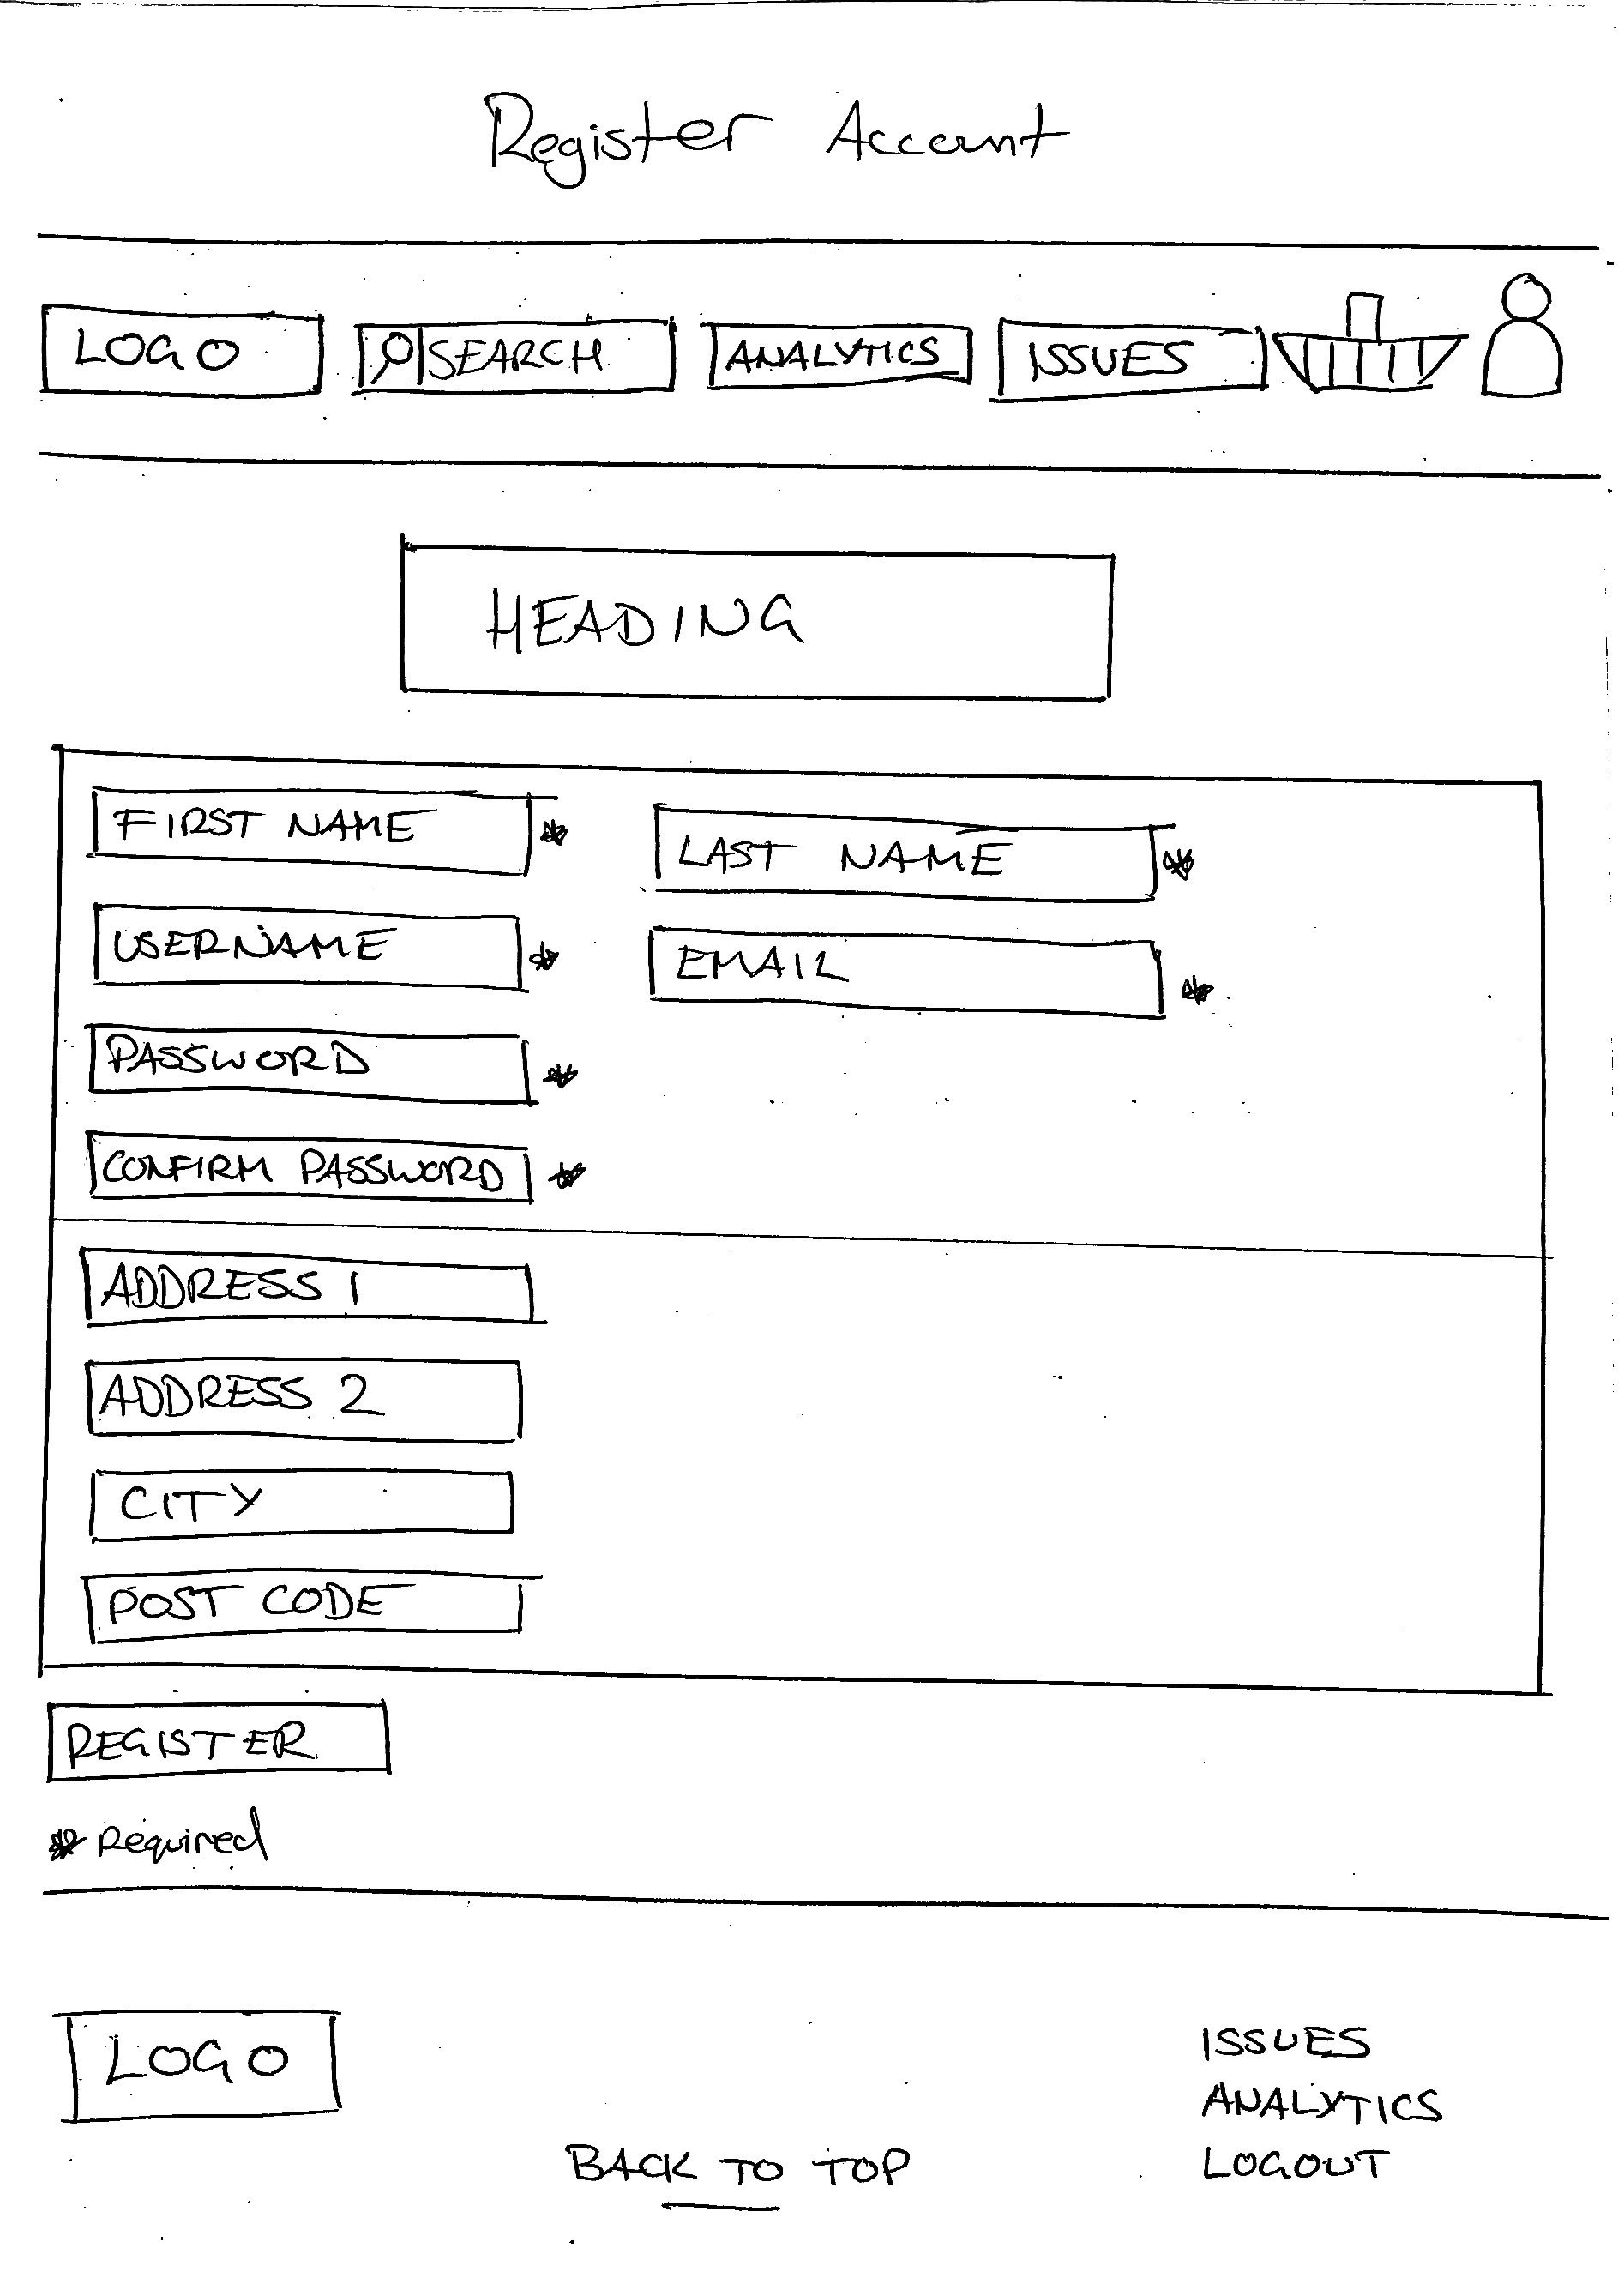 Register Account
LOGO SEARCH ANALYTICS ISSUES
HEADING
FIRST NAME * LAST NAME *
USERNAME * EMAIL *
PASSWORD *
CONFIRM PASSWORD *
ADDRESS 1
ADDRESS 2
CITY
POST CODE
REGISTER
* Required
LOGO
ISSUES
ANALYTICS
BACK TO TOP
LOGOUT